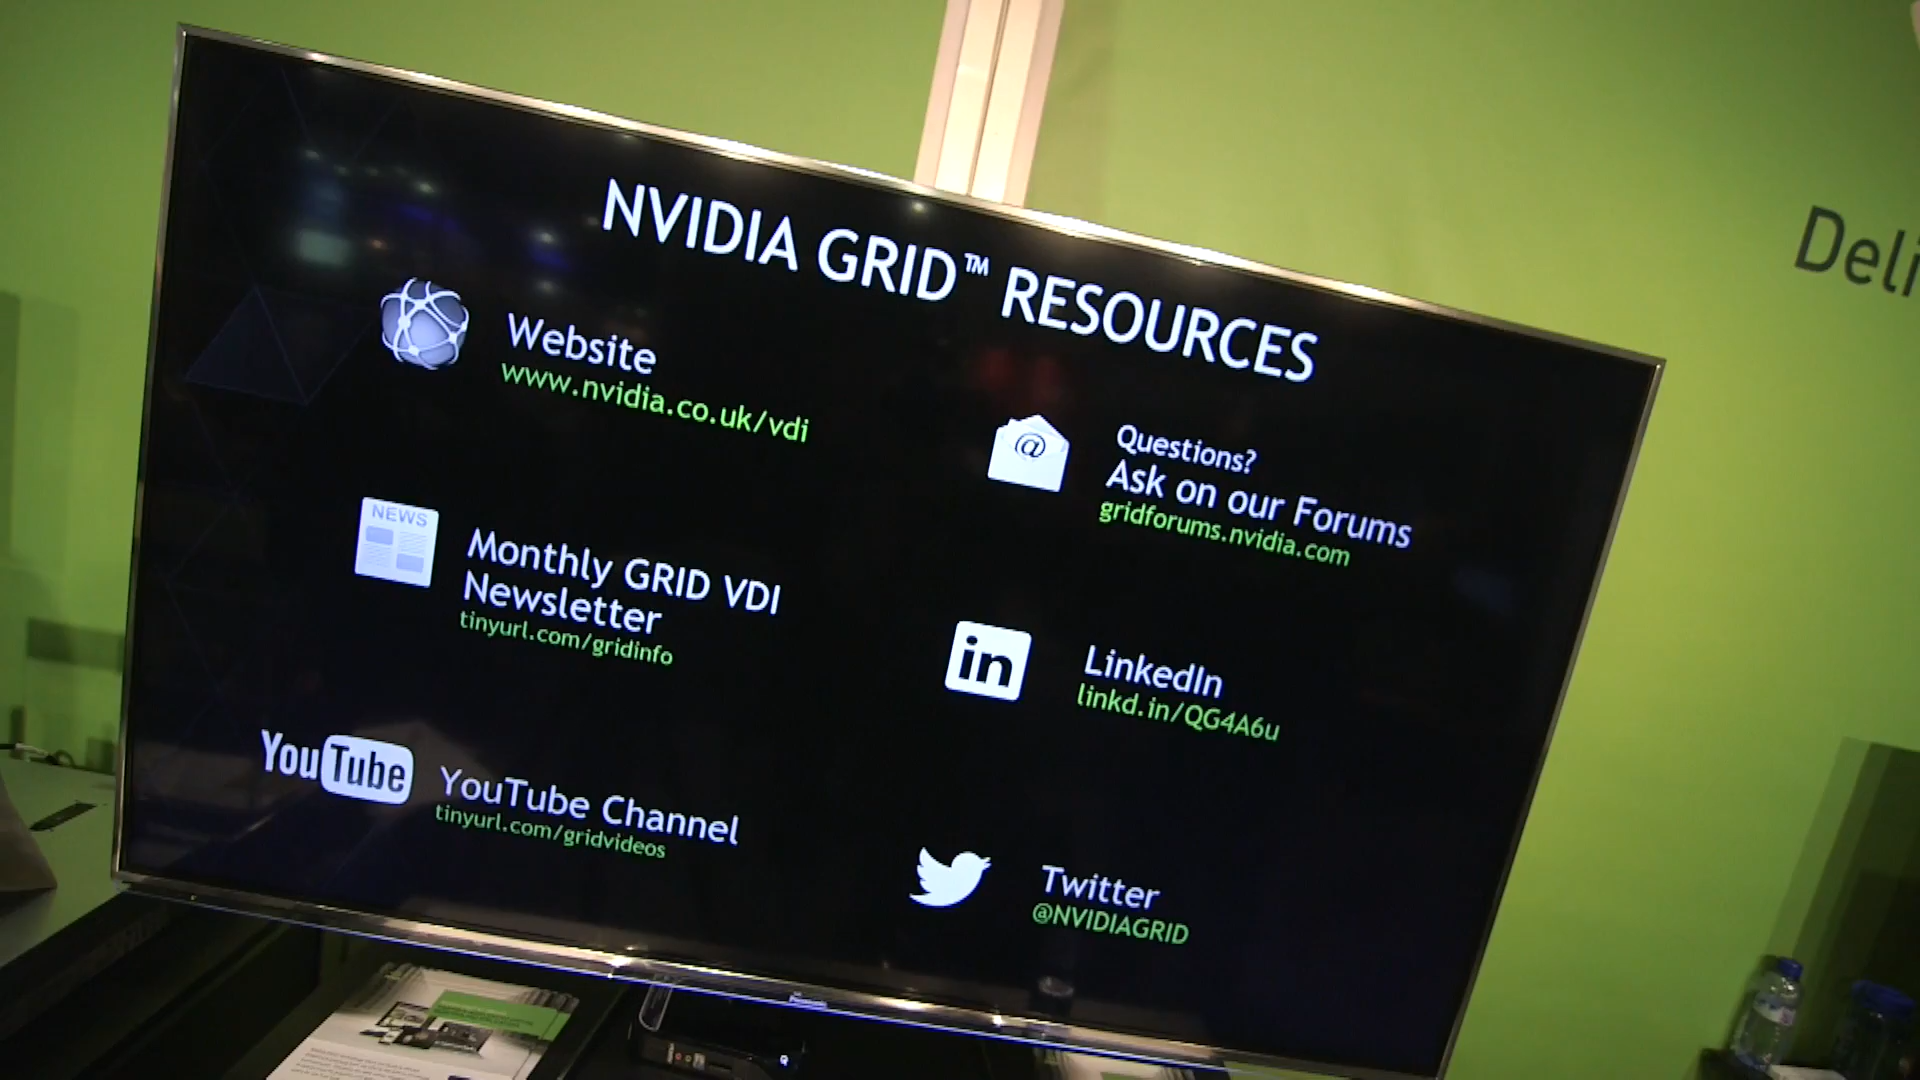 NVIDIA GRID™ RESOURCES
Website
www.nvidia.co.uk/vdi
Questions?
Ask on our Forums
gridforums.nvidia.com
NEWS
Monthly GRID VDI
Newsletter
tinyurl.com/gridinfo
in
LinkedIn
linkd.in/QG4A6u
YouTube
YouTube Channel
tinyurl.com/gridvideos
Twitter
@NVIDIAGRID
Deli
Panasonic